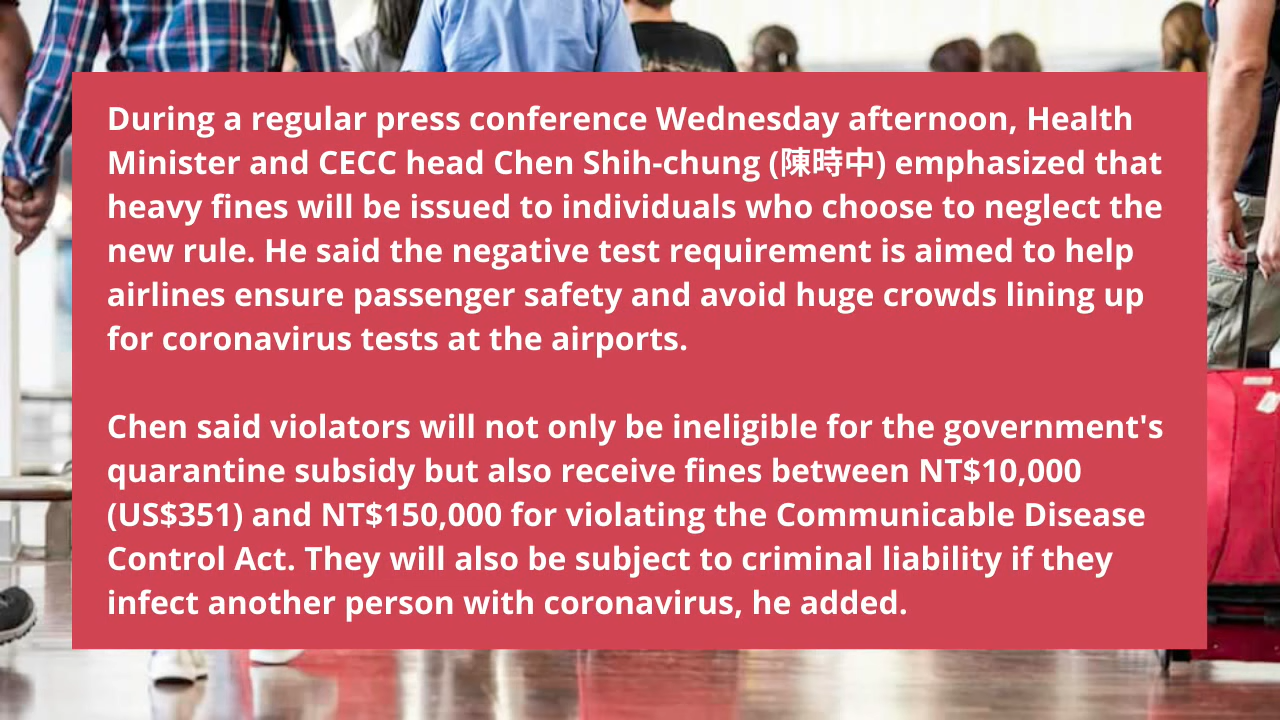 During a regular press conference Wednesday afternoon, Health
Minister and CECC head Chen Shih-chung (陳時中) emphasized that
heavy fines will be issued to individuals who choose to neglect the
new rule. He said the negative test requirement is aimed to help
airlines ensure passenger safety and avoid huge crowds lining up
for coronavirus tests at the airports.
Chen said violators will not only be ineligible for the government's
quarantine subsidy but also receive fines between NT$10,000
(US$351) and NT$150,000 for violating the Communicable Disease
Control Act. They will also be subject to criminal liability if they
infect another person with coronavirus, he added.